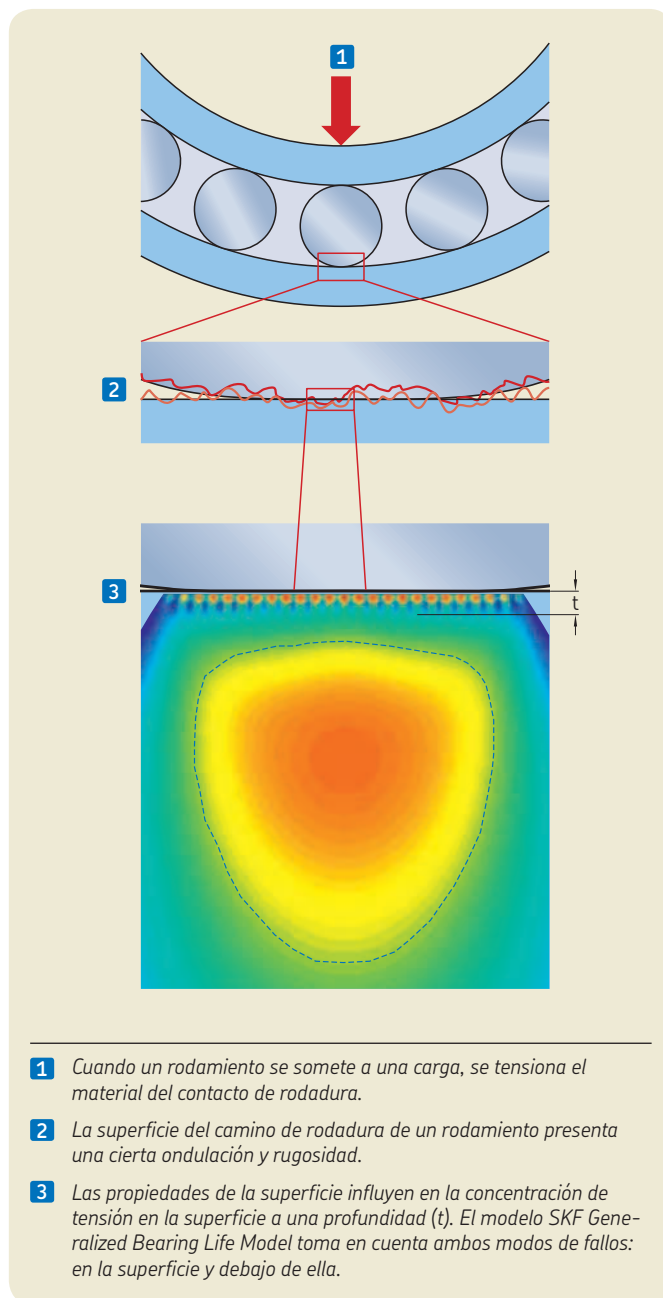 1
2
3
t
1 Cuando un rodamiento se somete a una carga, se tensiona el
material del contacto de rodadura.
2 La superficie del camino de rodadura de un rodamiento presenta
una cierta ondulación y rugosidad.
3 Las propiedades de la superficie influyen en la concentración de
tensión en la superficie a una profundidad (t). El modelo SKF Gene-
ralized Bearing Life Model toma en cuenta ambos modos de fallos:
en la superficie y debajo de ella.